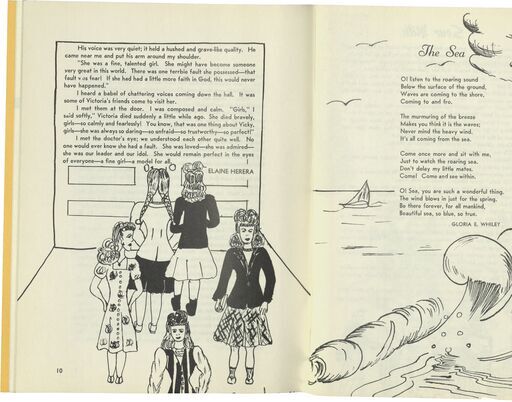 His voice was very quiet; it held a hushed and grave-like quality. He
came near me and put his arm around my shoulder.
"She was a fine, talented girl. She might have become someone
very great in this world. There was one terrible fault she possessed—that
fault was fear! If she had had a little more faith in God, this would never
have happened."
I heard a babel of chattering voices coming down the hall. It was
some of Victoria's friends come to visit her.
I met them at the door. I was composed and calm. "Girls," I
said softly," Victoria died suddenly a little while ago. She died bravely,
girls—so calmly and fearlessly! You know, that was one thing about Vicky,
girls—she was always so daring—so unafraid—so trustworthy—so perfect!"
I met the doctor's eye; we understood each other quite well. No
one would ever know she had a fault. She was loved—she was admired—
she was our leader and our idol. She would remain perfect in the eyes
of everyone—a fine girl—a model for all.
ELAINE HERERA
10
The Sea
O! listen to the roaring sound
Below the surface of the ground,
Waves are coming to the shore,
Coming to and fro.
The murmuring of the breeze
Makes you think it is the waves;
Never mind the heavy wind.
It's all coming from the sea.
Come once more and sit with me,
Just to watch the roaring sea.
Don't delay my little mates,
Come! Come and see within.
O! Sea, you are such a wonderful thing,
The wind blows in just for the spring.
Be there forever, for all mankind,
Beautiful sea, so blue, so true.
GLORIA E. WHILEY